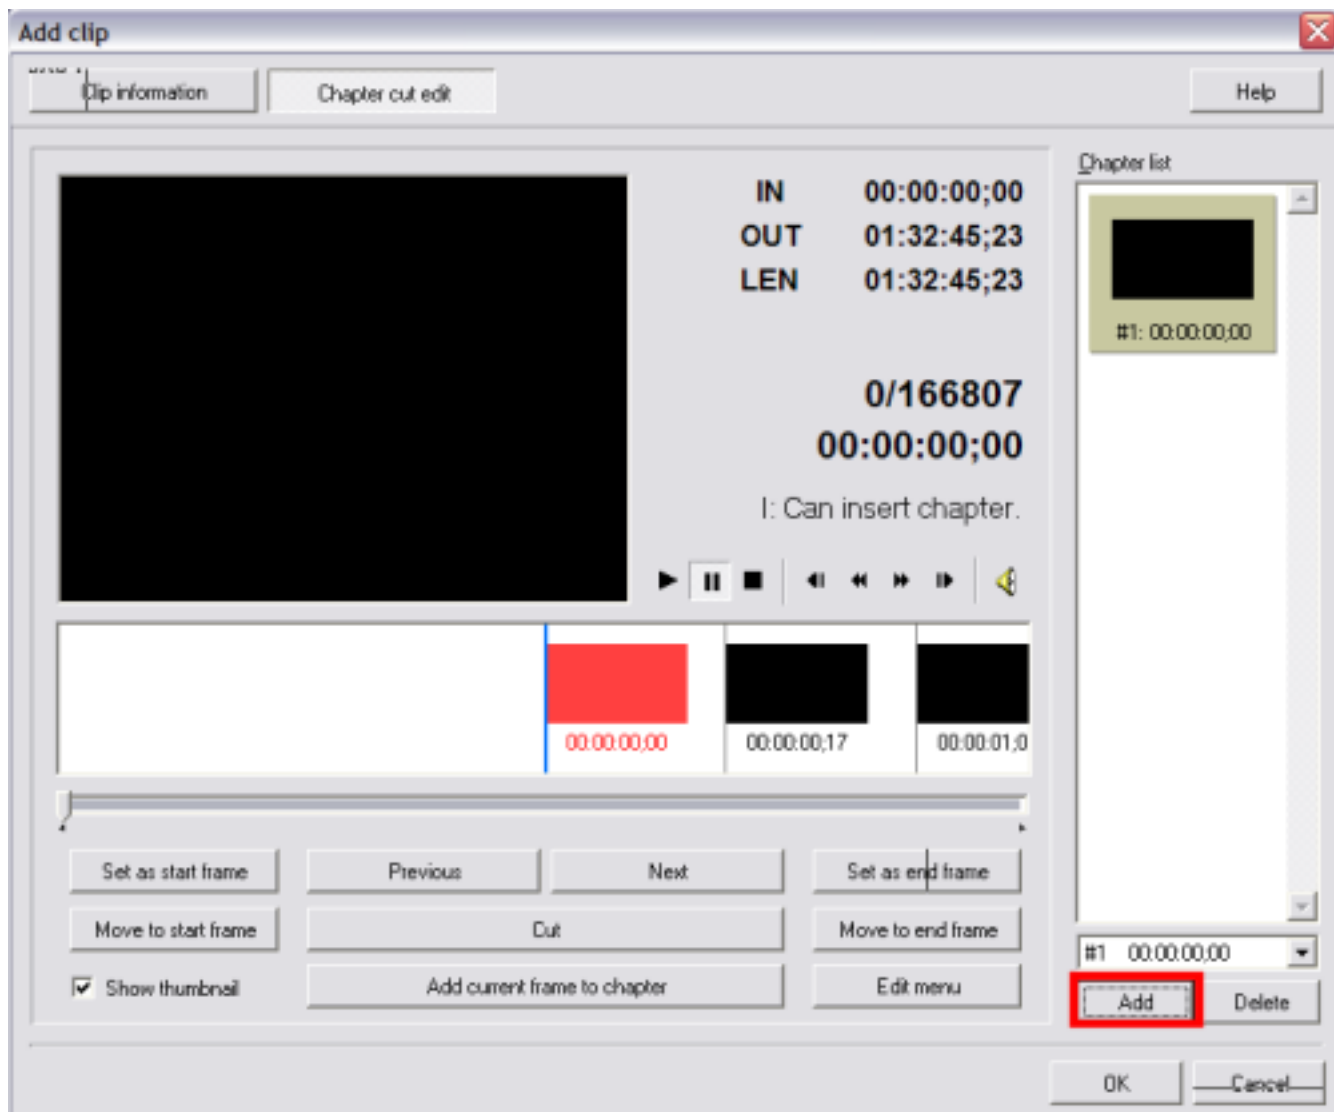 Add clip
Clip information
Chapter cut edit
Help
IN 00:00:00;00
OUT 01:32:45;23
LEN 01:32:45;23
0/166807
00:00:00;00
I: Can insert chapter.
00:00:00;00
00:00:00;17
00:00:01;0
Set as start frame
Previous
Next
Set as end frame
Move to start frame
Cut
Move to end frame
Show thumbnail
Add current frame to chapter
Edit menu
Chapter list
#1: 00:00:00;00
#1 00:00:00;00
Add
Delete
OK
Cancel